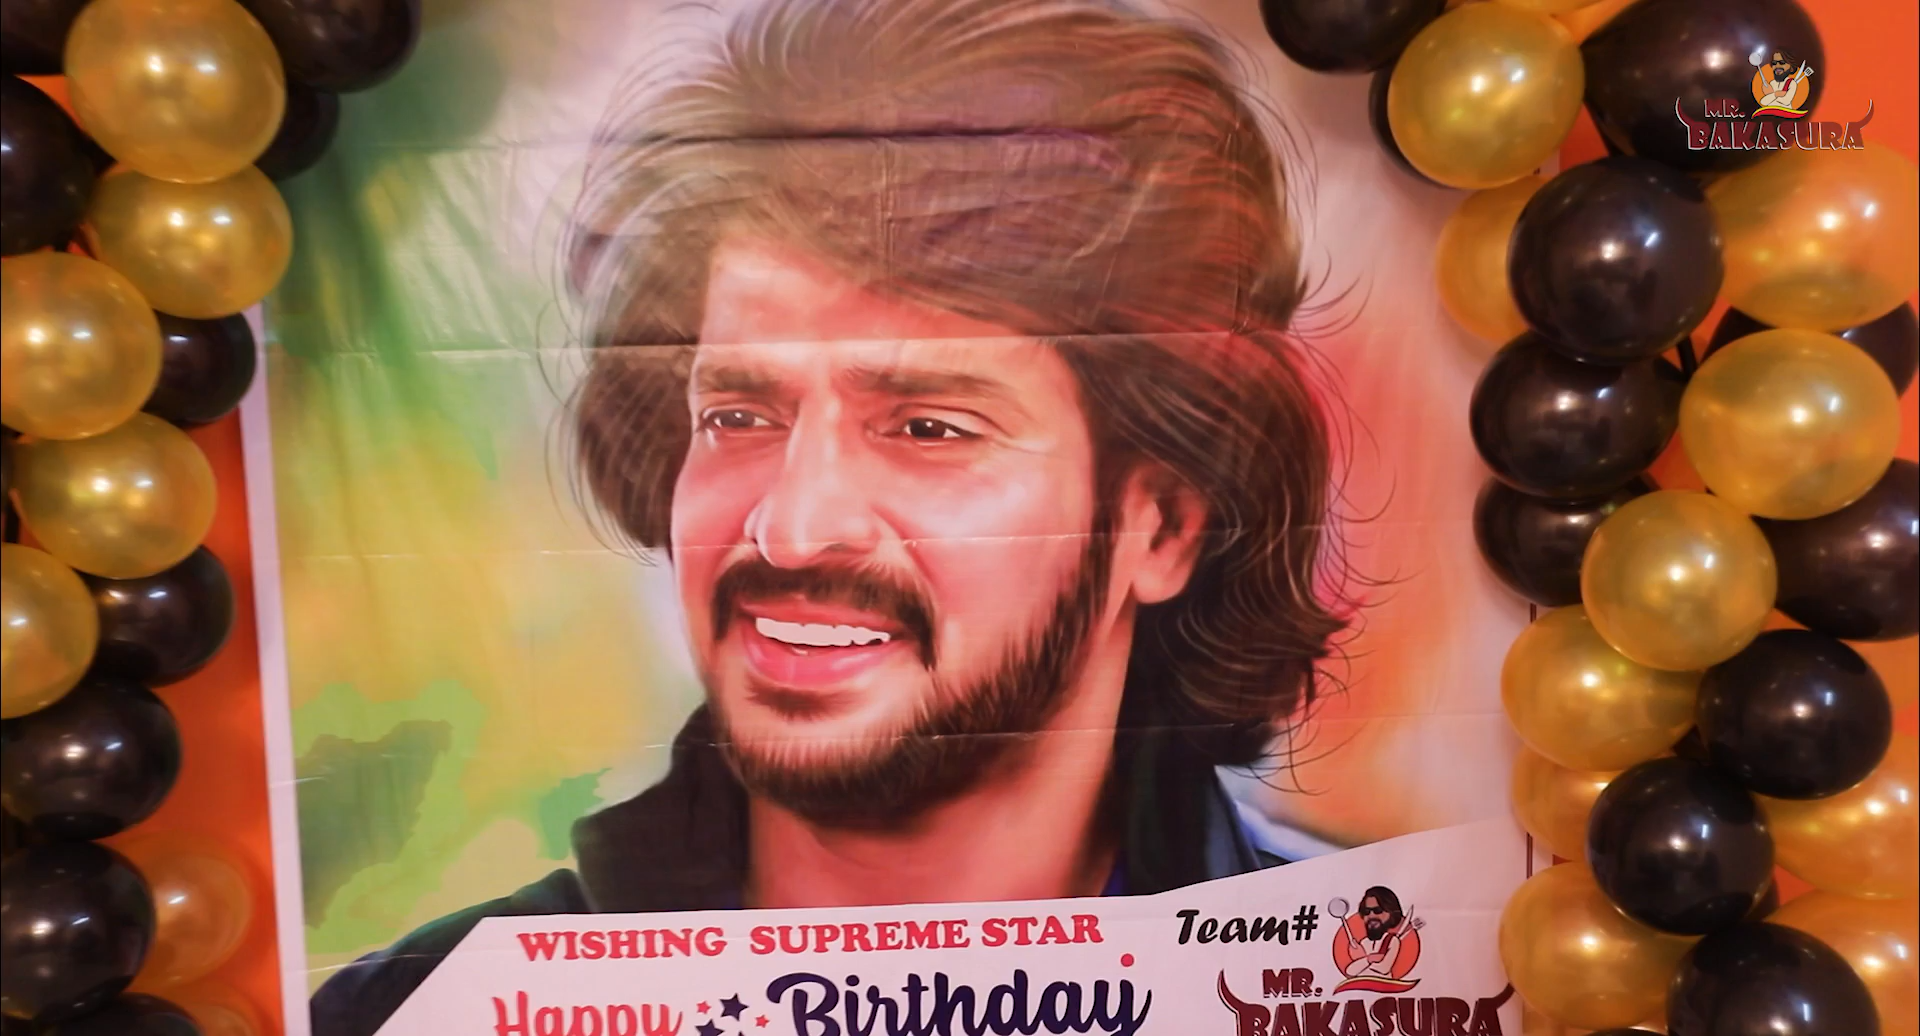 MR.
BAKASURA
WISHING SUPREME STAR
Team#
Happy Birthday
MR.
BAKASURA